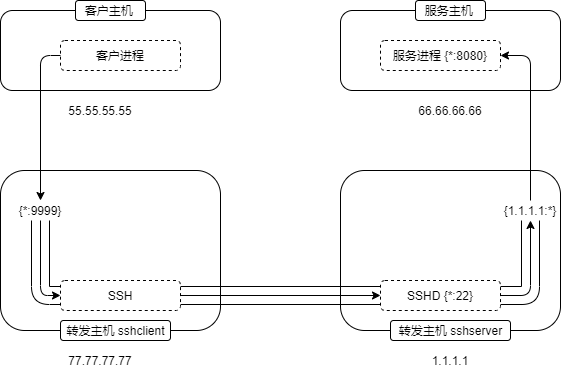 客户主机
服务主机
客户进程
服务进程 {*:8080}
55.55.55.55
66.66.66.66
{*:9999}
{1.1.1.1:*}
SSH
SSHD {*:22}
转发主机 sshclient
转发主机 sshserver
77.77.77.77
1.1.1.1